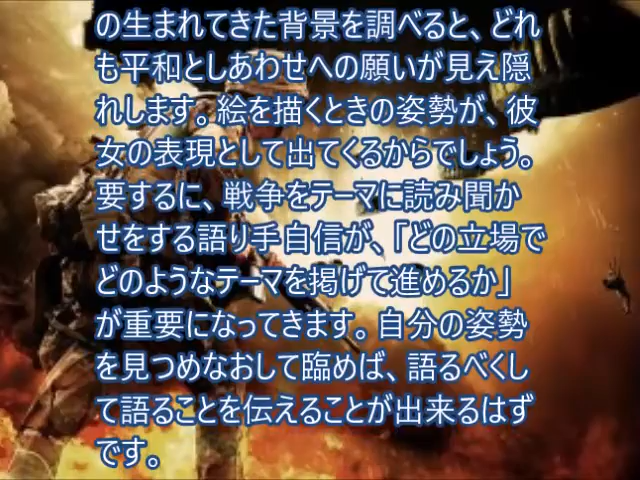 の生まれてきた背景を調べると、どれ
も平和としあわせへの願いが見え隠
れします。絵を描くときの姿勢が、彼
女の表現として出てくるからでしょう。
要するに、戦争をテーマに読み聞か
せをする語り手自信が、「どの立場で
どのようなテーマを掲げて進めるか」
が重要になってきます。自分の姿勢
を見つめなおして臨めば、語るべくし
て語ることを伝えることが出来るはず
です。